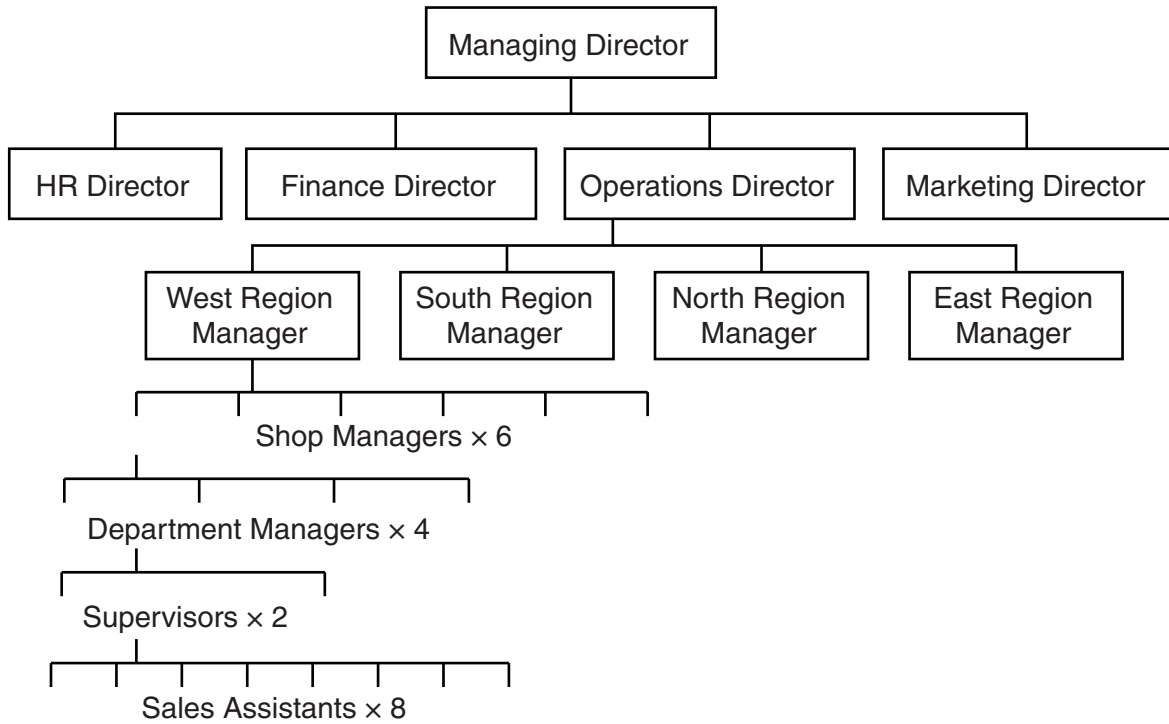 Managing Director
HR Director
Finance Director
Operations Director
Marketing Director
West Region
Manager
South Region
Manager
North Region
Manager
East Region
Manager
Shop Managers × 6
Department Managers × 4
Supervisors × 2
Sales Assistants × 8